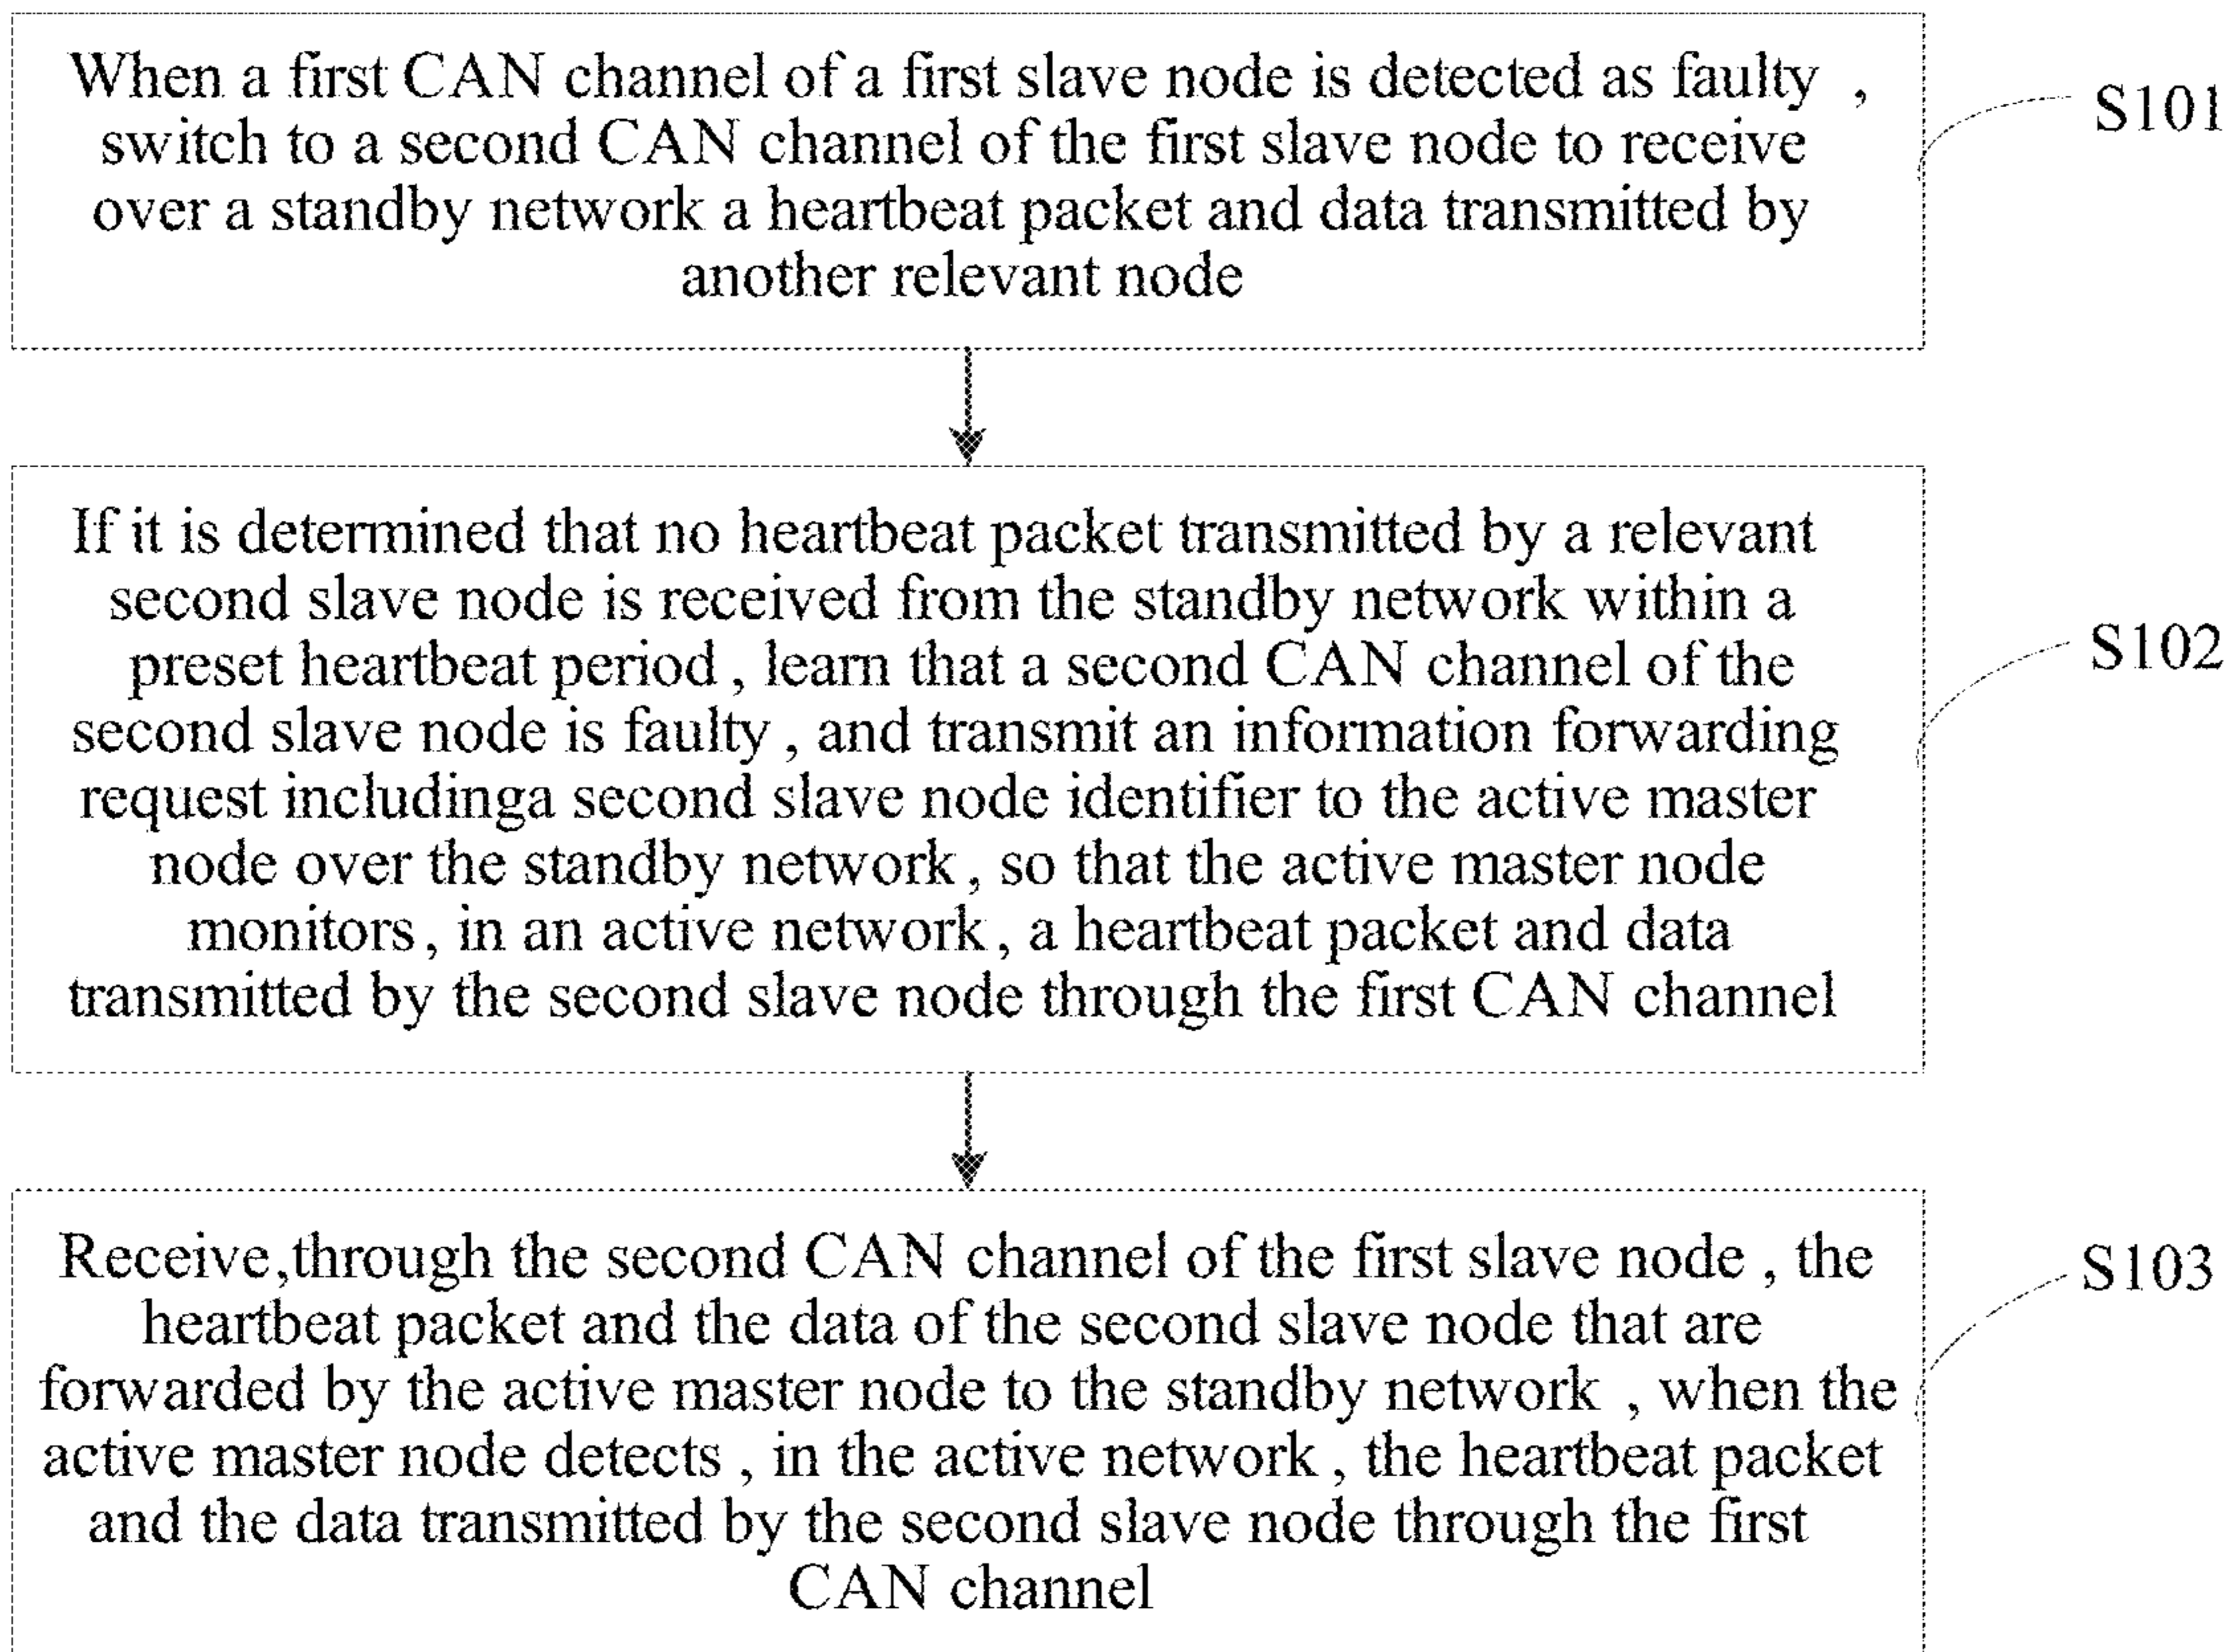 When a first CAN channel of a first slave node is detected as faulty ,
switch to a second CAN channel of the first slave node to receive
over a standby network a heartbeat packet and data transmitted by
another relevant node
S101
If it is determined that no heartbeat packet transmitted by a relevant
second slave node is received from the standby network within a
preset heartbeat period , learn that a second CAN channel of the
second slave node is faulty , and transmit an information forwarding
request includinga second slave node identifier to the active master
node over the standby network , so that the active master node
monitors , in an active network , a heartbeat packet and data
transmitted by the second slave node through the first CAN channel
S102
Receive,through the second CAN channel of the first slave node , the
heartbeat packet and the data of the second slave node that are
forwarded by the active master node to the standby network , when the
active master node detects , in the active network , the heartbeat packet
and the data transmitted by the second slave node through the first
CAN channel
S103